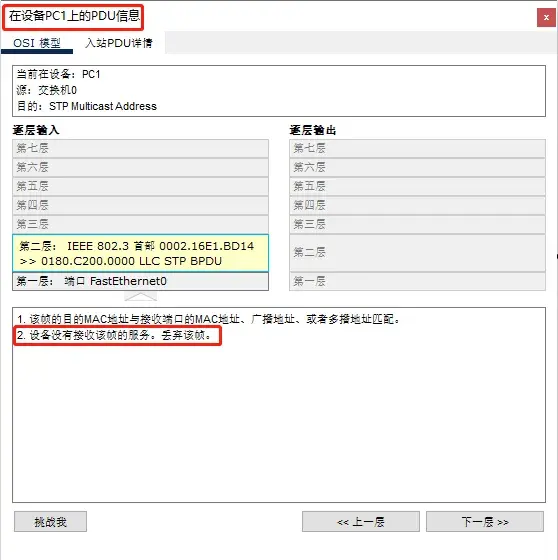 在设备PC1上的PDU信息
x
OSI 模型 入站PDU详情
当前在设备: PC1
源: 交换机0
目的: STP Multicast Address
逐层输入 逐层输出
第七层 第七层
第六层 第六层
第五层 第五层
第四层 第四层
第三层 第三层
第二层: IEEE 802.3 首部 0002.16E1.BD14
>> 0180.C200.0000 LLC STP BPDU
第二层
第一层: 端口 FastEthernet0 第一层
1. 该帧的目的MAC地址与接收端口的MAC地址、广播地址、或者多播地址匹配。
2. 设备没有接收该帧的服务。丢弃该帧。
挑战我 << 上一层 下一层 >>